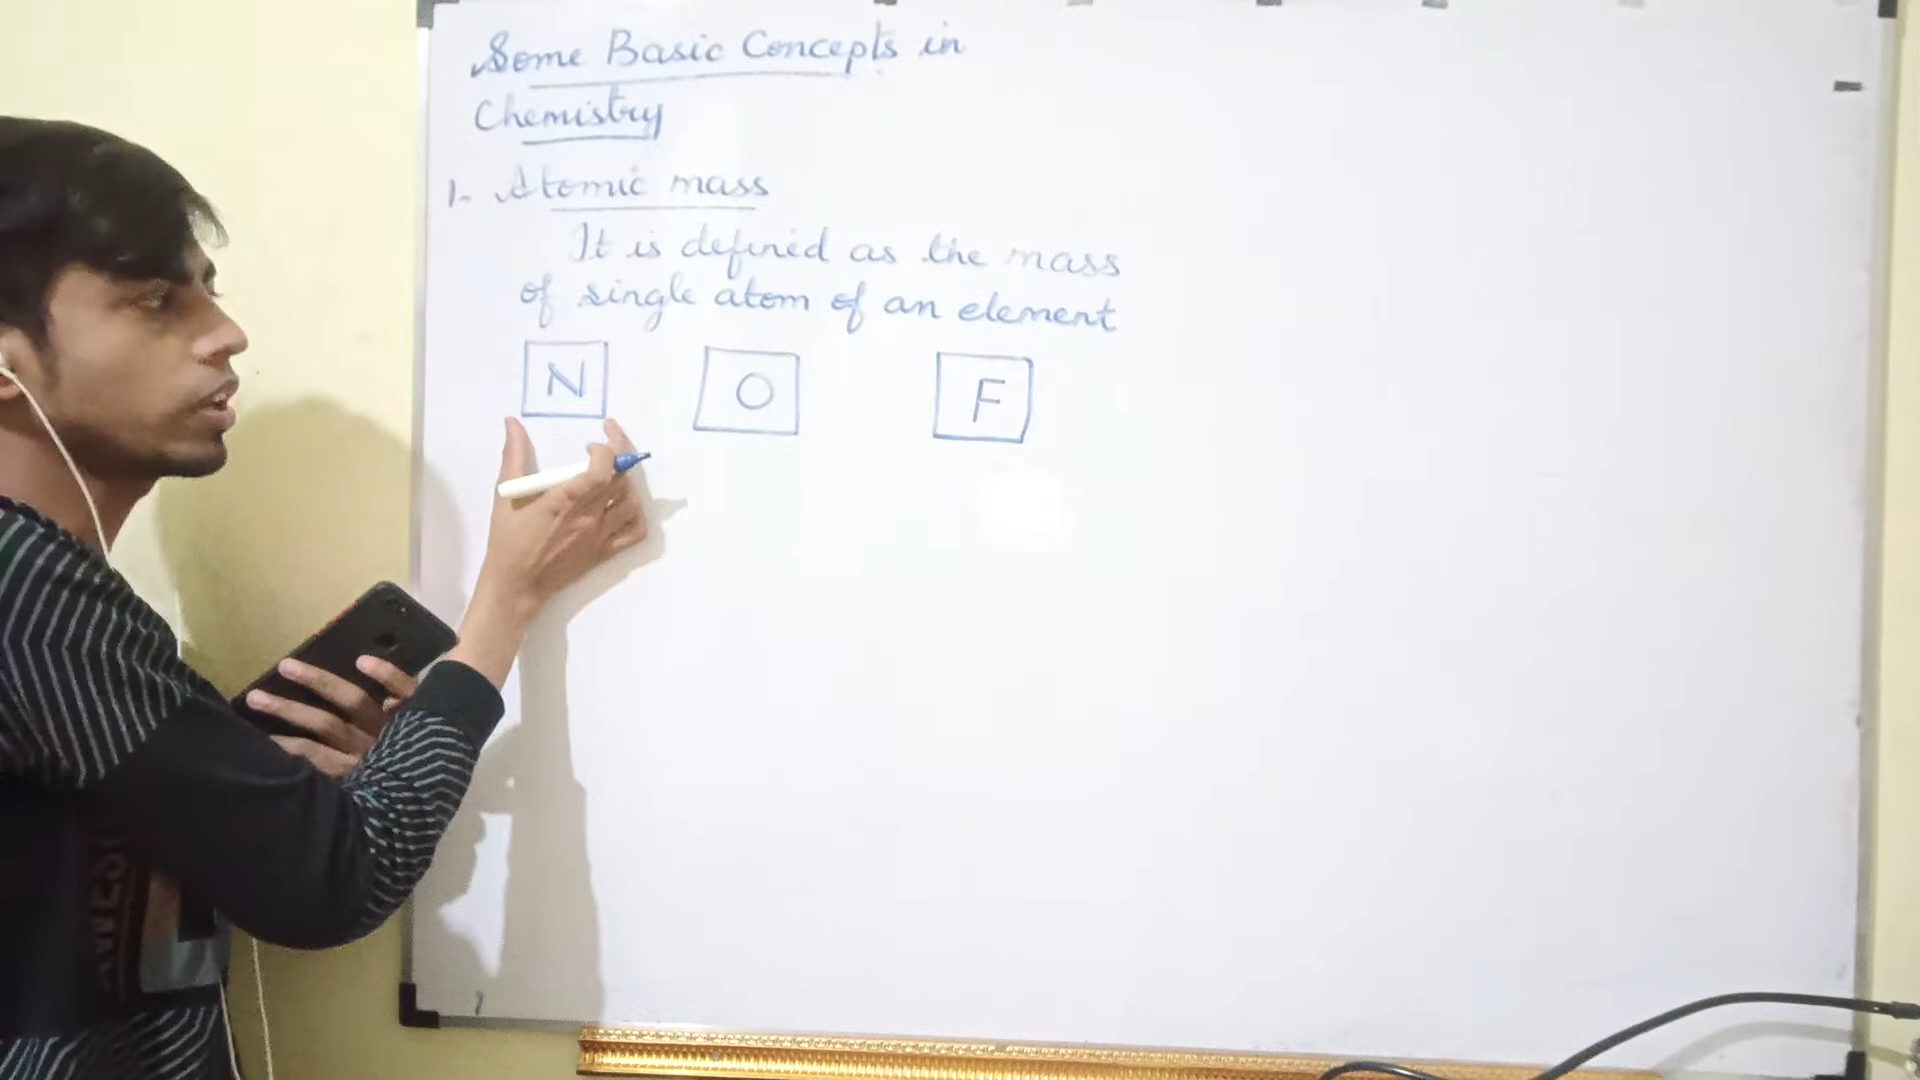 Some Basic Concepts in
Chemistry
1- Atomic mass
It is defined as the mass
of single atom of an element
N O F